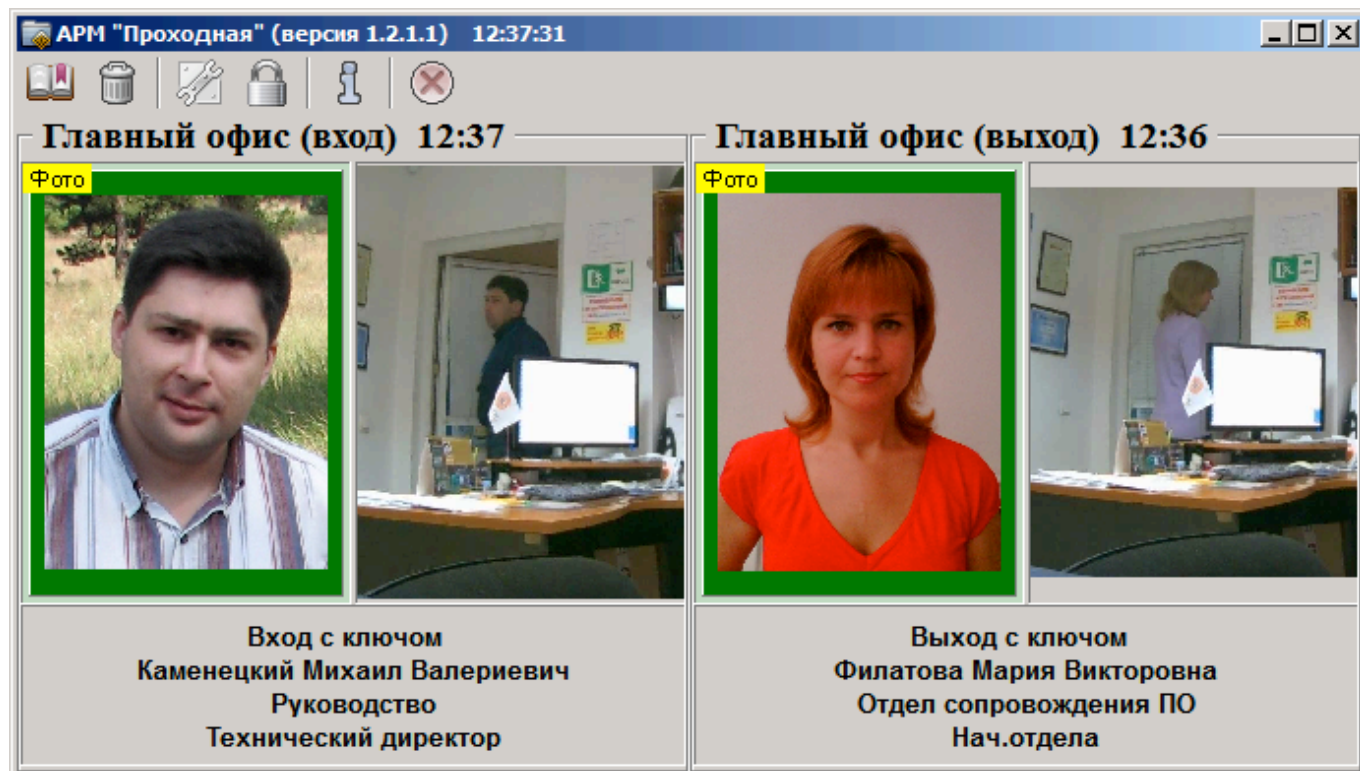 АРМ "Проходная" (версия 1.2.1.1) 12:37:31
Главный офис (вход) 12:37
Фото
Вход с ключом
Каменецкий Михаил Валериевич
Руководство
Технический директор
Главный офис (выход) 12:36
Фото
Выход с ключом
Филатова Мария Викторовна
Отдел сопровождения ПО
Нач.отдела